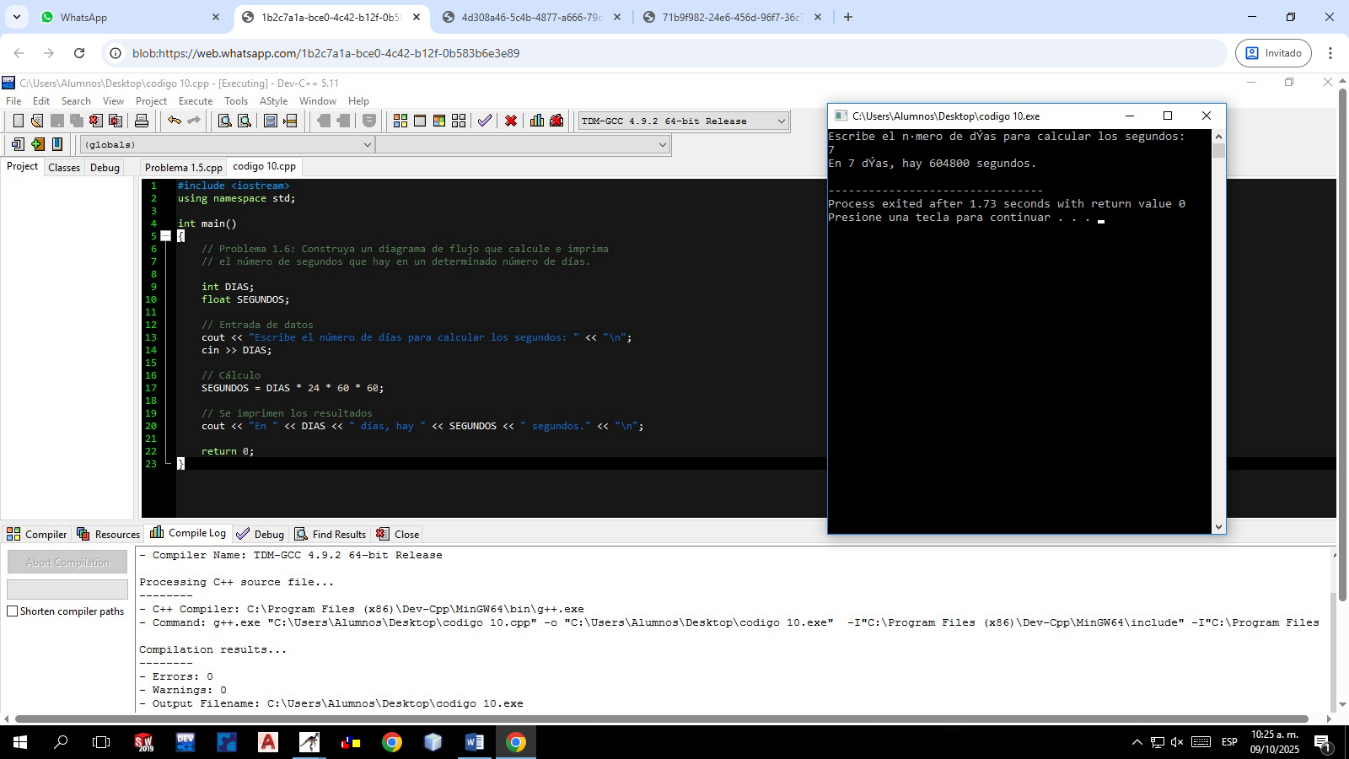 WhatsApp
1b2c7a1a-bce0-4c42-b12f-0b5
4d308a46-5c4b-4877-a666-79
71b9f982-24e6-456d-96f7-36c
blob:https://web.whatsapp.com/1b2c7a1a-bce0-4c42-b12f-0b583b6e3e89
Invitado
C:\Users\Alumnos\Desktop\codigo 10.cpp - [Executing] - Dev-C++ 5.11
File Edit Search View Project Execute Tools AStyle Window Help
TDM-GCC 4.9.2 64-bit Release
(globals)
Project Classes Debug
Problema 1.5.cpp codigo 10.cpp
1 #include <iostream>
2 using namespace std;
3
4 int main()
5 {
6 // Problema 1.6: Construya un diagrama de flujo que calcule e imprima
7 // el número de segundos que hay en un determinado número de días.
8
9 int DIAS;
10 float SEGUNDOS;
11
12 // Entrada de datos
13 cout << "Escribe el número de días para calcular los segundos: " << "\n";
14 cin >> DIAS;
15
16 // Cálculo
17 SEGUNDOS = DIAS * 24 * 60 * 60;
18
19 // Se imprimen los resultados
20 cout << "En " << DIAS << " días, hay " << SEGUNDOS << " segundos." << "\n";
21
22 return 0;
23 }
C:\Users\Alumnos\Desktop\codigo 10.exe
Escribe el n·mero de dÝas para calcular los segundos:
7
En 7 dÝas, hay 604800 segundos.
--------------------------------
Process exited after 1.73 seconds with return value 0
Presione una tecla para continuar . . .
Compiler Resources Compile Log Debug Find Results Close
Abort Compilation
Shorten compiler paths
- Compiler Name: TDM-GCC 4.9.2 64-bit Release
Processing C++ source file...
--------
- C++ Compiler: C:\Program Files (x86)\Dev-Cpp\MinGW64\bin\g++.exe
- Command: g++.exe "C:\Users\Alumnos\Desktop\codigo 10.cpp" -o "C:\Users\Alumnos\Desktop\codigo 10.exe" -I"C:\Program Files (x86)\Dev-Cpp\MinGW64\include" -I"C:\Program Files
Compilation results...
--------
- Errors: 0
- Warnings: 0
- Output Filename: C:\Users\Alumnos\Desktop\codigo 10.exe
SW
2019
DEV
A
ESP
10:25 a. m.
09/10/2025
1